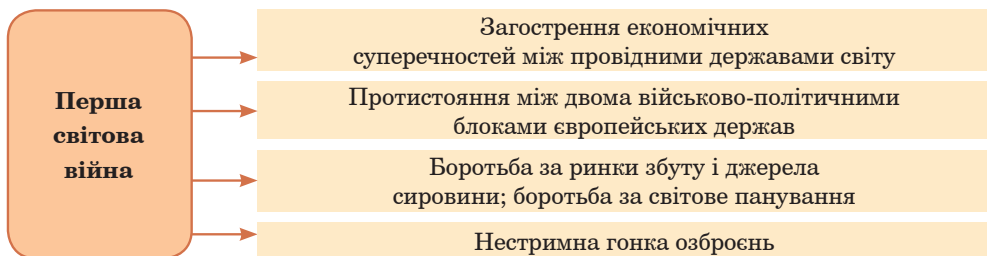 Перша
світова
війна
Загострення економічних
суперечностей між провідними державами світу
Протистояння між двома військово-політичними
блоками європейських держав
Боротьба за ринки збуту і джерела
сировини; боротьба за світове панування
Нестримна гонка озброєнь